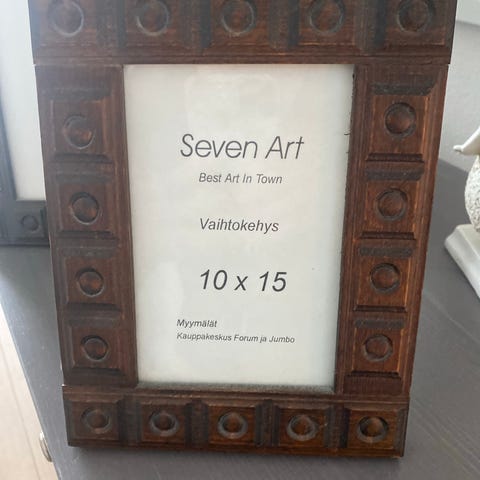 Seven Art
Best Art In Town
Vaihtokehys
10 x 15
Myymälät
Kauppakeskus Forum ja Jumbo